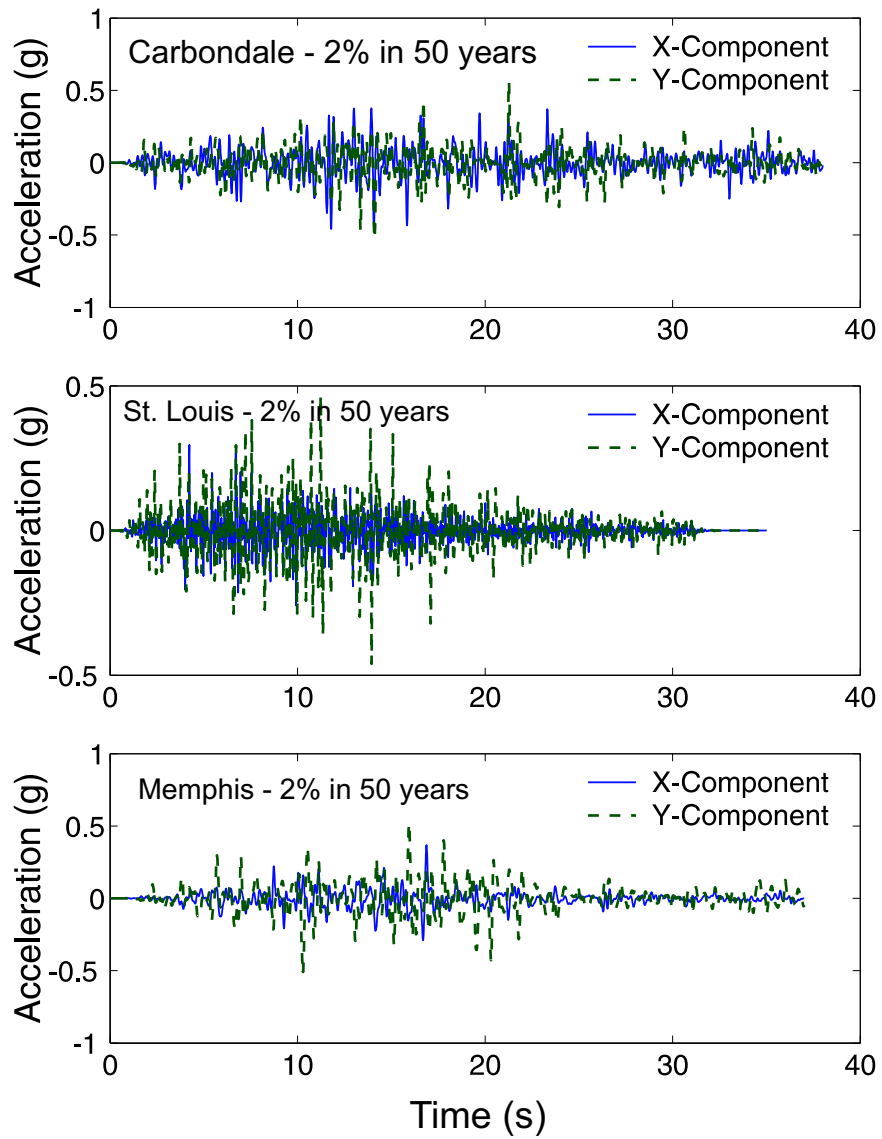 1
Carbondale - 2% in 50 years
X-Component
Y-Component
0.5
0
-0.5
-1
Acceleration (g)
0 10 20 30 40
0.5
St. Louis - 2% in 50 years
X-Component
Y-Component
0
-0.5
Acceleration (g)
0 10 20 30 40
1
Memphis - 2% in 50 years
X-Component
Y-Component
0.5
0
-0.5
-1
Acceleration (g)
0 10 20 30 40
Time (s)